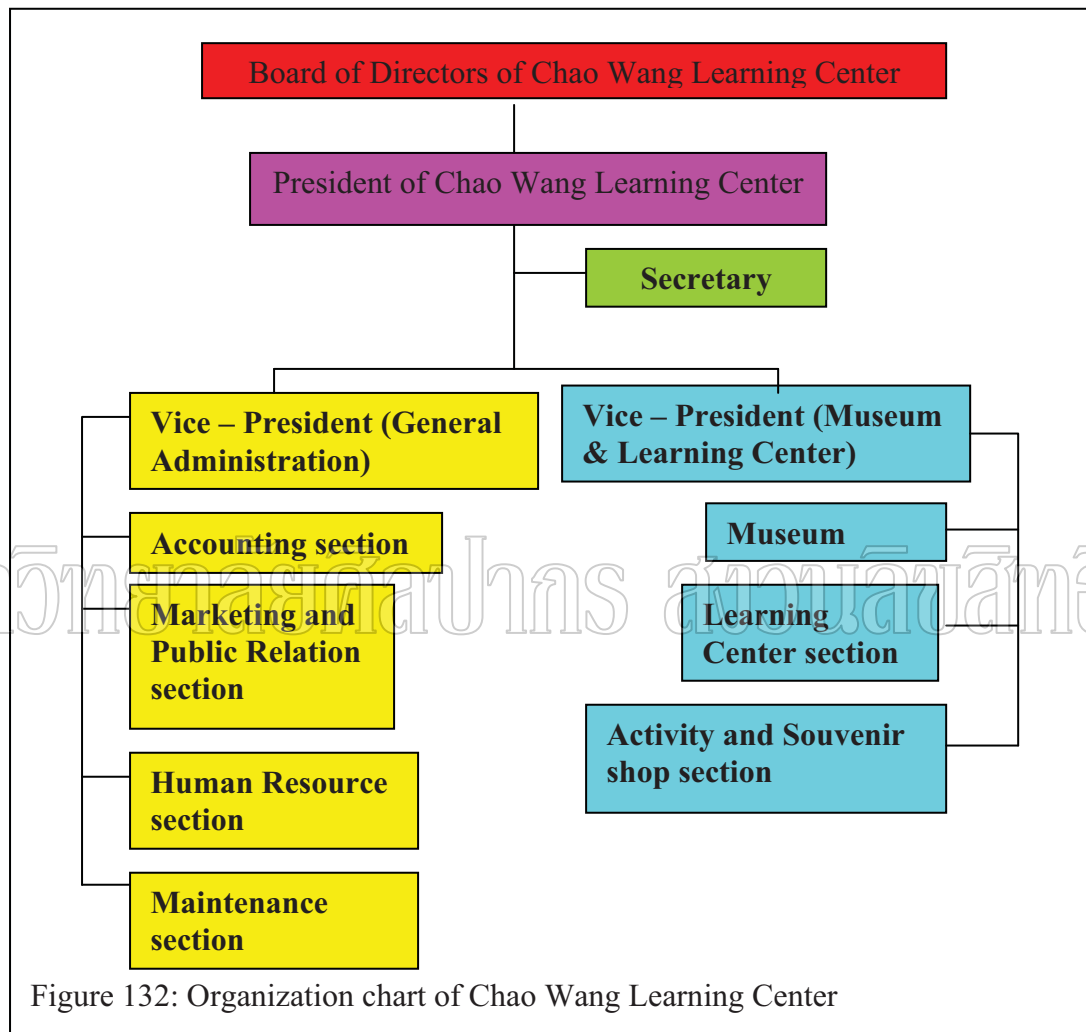 Board of Directors of Chao Wang Learning Center
President of Chao Wang Learning Center
Secretary
Vice – President (General
Administration)
Accounting section
Marketing and
Public Relation
section
Human Resource
section
Maintenance
section
Vice – President (Museum
& Learning Center)
Museum
Learning
Center section
Activity and Souvenir
shop section
Figure 132: Organization chart of Chao Wang Learning Center